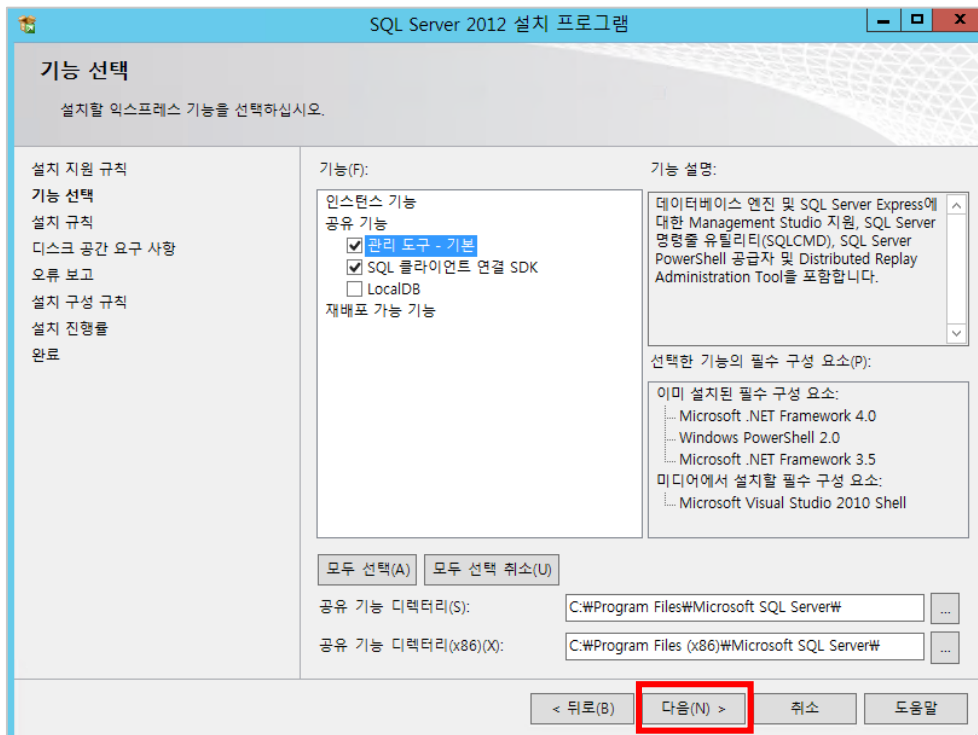 SQL Server 2012 설치 프로그램
기능 선택
설치할 익스프레스 기능을 선택하십시오.
설치 지원 규칙
기능 선택
설치 규칙
디스크 공간 요구 사항
오류 보고
설치 구성 규칙
설치 진행률
완료
기능(F):
인스턴스 기능
공유 기능
관리 도구 - 기본
SQL 클라이언트 연결 SDK
LocalDB
재배포 가능 기능
기능 설명:
데이터베이스 엔진 및 SQL Server Express에
대한 Management Studio 지원, SQL Server
명령줄 유틸리티(SQLCMD), SQL Server
PowerShell 공급자 및 Distributed Replay
Administration Tool을 포함합니다.
선택한 기능의 필수 구성 요소(P):
이미 설치된 필수 구성 요소:
Microsoft .NET Framework 4.0
Windows PowerShell 2.0
Microsoft .NET Framework 3.5
미디어에서 설치할 필수 구성 요소:
Microsoft Visual Studio 2010 Shell
모두 선택(A) 모두 선택 취소(U)
공유 기능 디렉터리(S): C:₩Program Files₩Microsoft SQL Server₩ ...
공유 기능 디렉터리(x86)(X): C:₩Program Files (x86)₩Microsoft SQL Server₩ ...
< 뒤로(B) 다음(N) > 취소 도움말